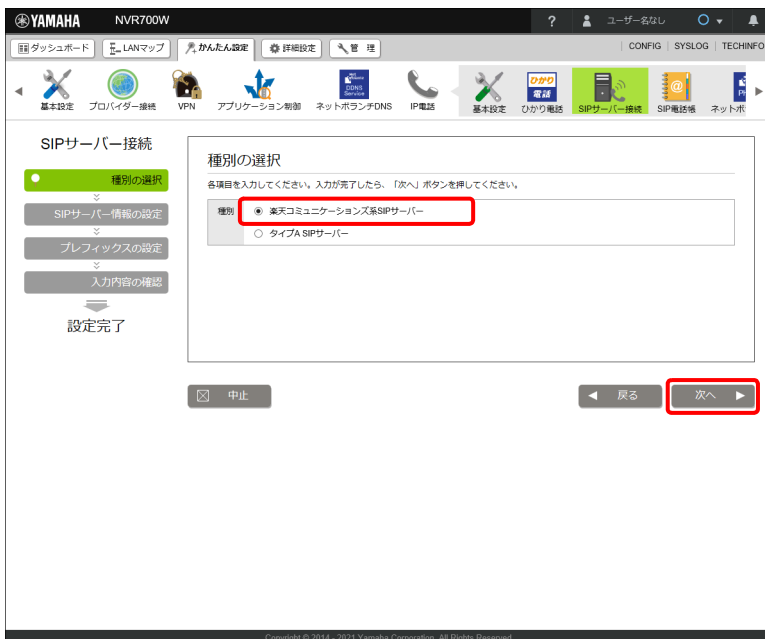 YAMAHA NVR700W ? ユーザーなし
ダッシュボード LANマップ かんたん設定 詳細設定 管 理 CONFIG SYSLOG TECHINFO
基本設定 プロバイダー接続 VPN アプリケーション制御 ネットボランチDNS IP電話 基本設定 ひかり電話 SIPサーバー接続 SIP電話帳 ネットボ
DDNS
Service
ひかり
電話
SIPサーバー接続
種別の選択
SIPサーバー情報の設定
プレフィックスの設定
入力内容の確認
設定完了
種別の選択
各項目を入力してください。入力が完了したら、「次へ」ボタンを押してください。
種別 楽天コミュニケーションズ系SIPサーバー
タイプA SIPサーバー
中止 戻る 次へ
Copyright © 2014 - 2021 Yamaha Corporation. All Rights Reserved.